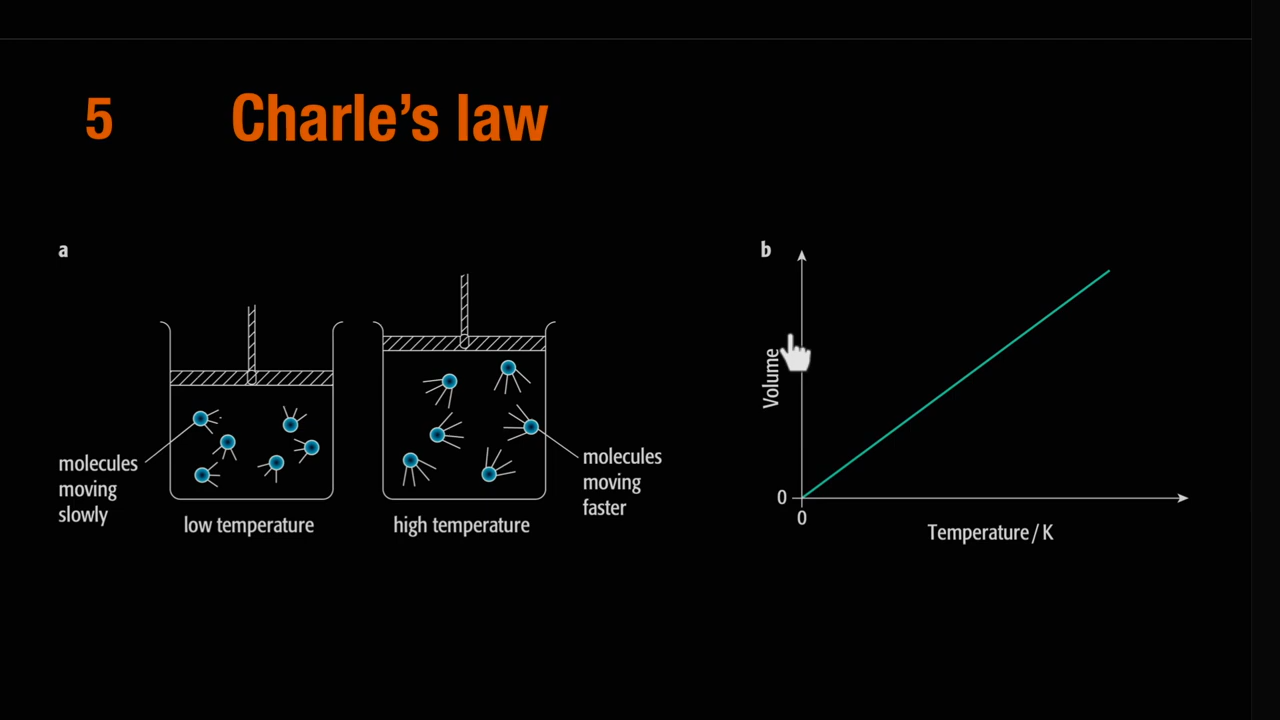 5 Charle’s law
a
molecules
moving
slowly
low temperature
high temperature
molecules
moving
faster
b
Volume
0
0
Temperature / K